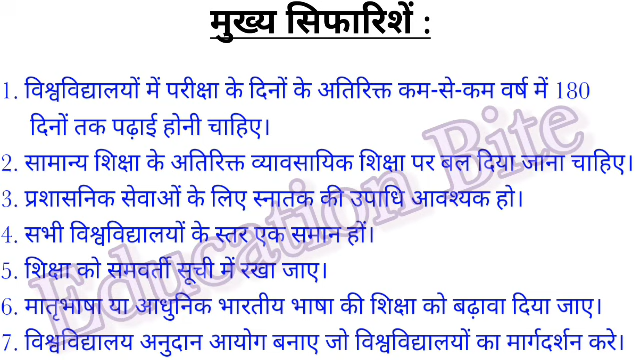 मुख्य सिफारिशें :
1. विश्वविद्यालयों में परीक्षा के दिनों के अतिरिक्त कम-से-कम वर्ष में 180
दिनों तक पढ़ाई होनी चाहिए।
2. सामान्य शिक्षा के अतिरिक्त व्यावसायिक शिक्षा पर बल दिया जाना चाहिए।
3. प्रशासनिक सेवाओं के लिए स्नातक की उपाधि आवश्यक हो।
4. सभी विश्वविद्यालयों के स्तर एक समान हों।
5. शिक्षा को समवर्ती सूची में रखा जाए।
6. मातृभाषा या आधुनिक भारतीय भाषा की शिक्षा को बढ़ावा दिया जाए।
7. विश्वविद्यालय अनुदान आयोग बनाए जो विश्वविद्यालयों का मार्गदर्शन करे।
Education Bite